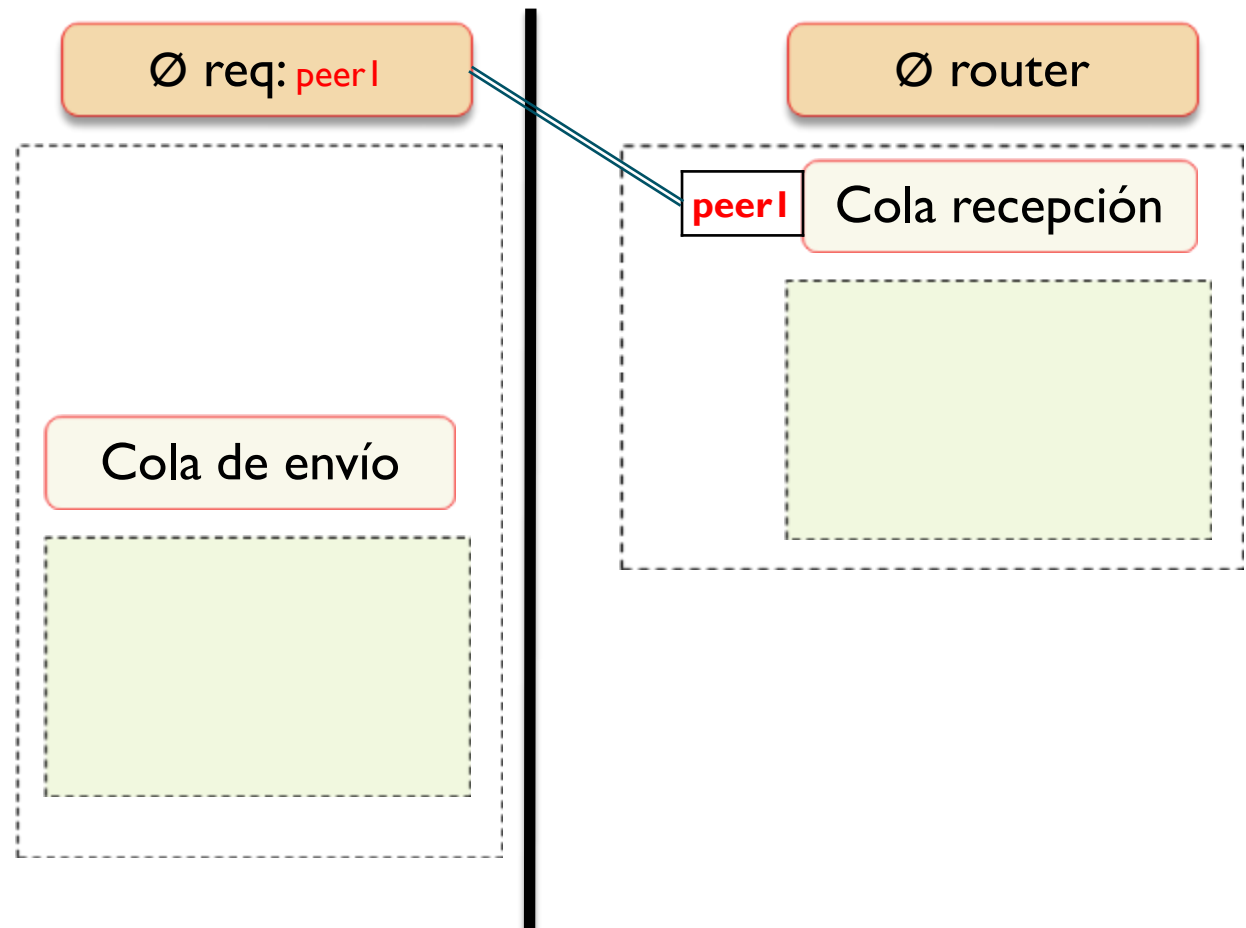 Ø req: peer1
Ø router
peer1
Cola recepción
Cola de envío